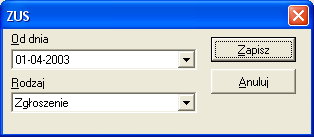 ZUS
Od dnia
01-04-2003
Zapisz
Anuluj
Rodzaj
Zgłoszenie